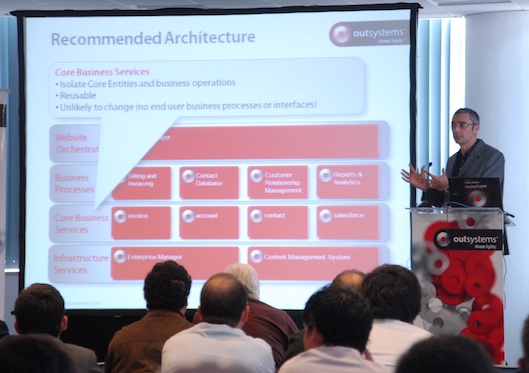 Recommended Architecture
outsystems
About Agility
Core Business Services
• Isolate Core Entities and business operations
• Reusable
• Unlikely to change (no end user business processes or interfaces)
Website
Orchestrat
Business
Processes
Billing and
Invoicing
Contact
Database
Customer
Relationship
Management
Reports &
Analytics
Core Business
Services
invoice
account
contact
salesforce
Infrastructure
Services
Enterprise Manager
Content Management System
outsystems